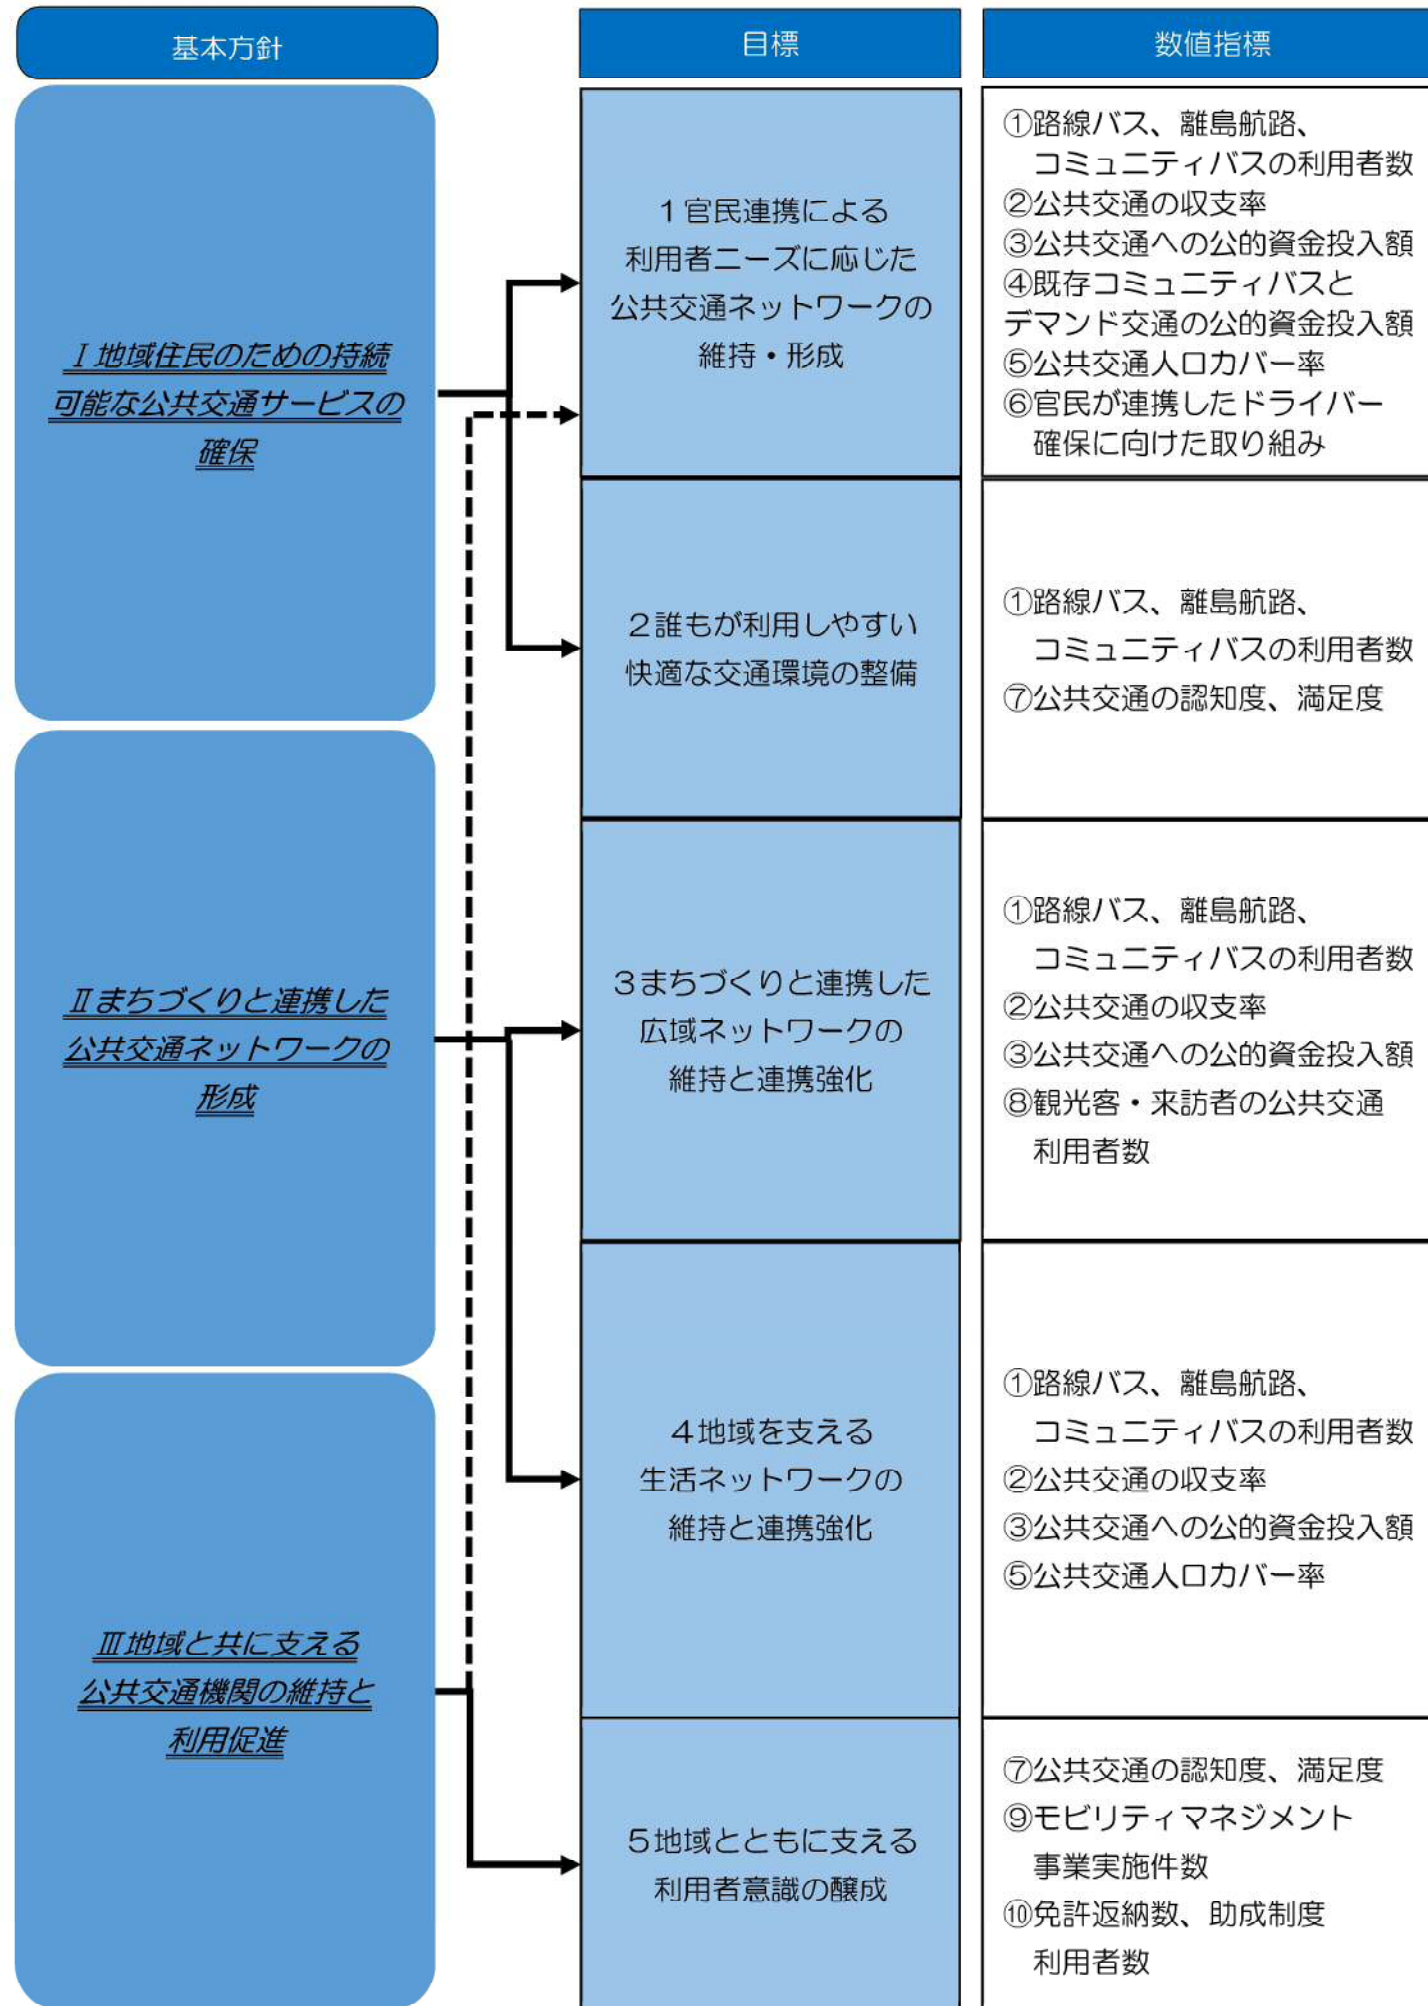 基本方針
目標
数値指標
Ⅰ地域住民のための持続
可能な公共交通サービスの
確保
１官民連携による
利用者ニーズに応じた
公共交通ネットワークの
維持・形成
①路線バス、離島航路、
コミュニティバスの利用者数
②公共交通の収支率
③公共交通への公的資金投入額
④既存コミュニティバスと
デマンド交通の公的資金投入額
⑤公共交通人口カバー率
⑥官民が連携したドライバー
確保に向けた取り組み
２誰もが利用しやすい
快適な交通環境の整備
①路線バス、離島航路、
コミュニティバスの利用者数
⑦公共交通の認知度、満足度
Ⅱまちづくりと連携した
公共交通ネットワークの
形成
３まちづくりと連携した
広域ネットワークの
維持と連携強化
①路線バス、離島航路、
コミュニティバスの利用者数
②公共交通の収支率
③公共交通への公的資金投入額
⑧観光客・来訪者の公共交通
利用者数
４地域を支える
生活ネットワークの
維持と連携強化
①路線バス、離島航路、
コミュニティバスの利用者数
②公共交通の収支率
③公共交通への公的資金投入額
⑤公共交通人口カバー率
Ⅲ地域と共に支える
公共交通機関の維持と
利用促進
５地域とともに支える
利用者意識の醸成
⑦公共交通の認知度、満足度
⑨モビリティマネジメント
事業実施件数
⑩免許返納数、助成制度
利用者数